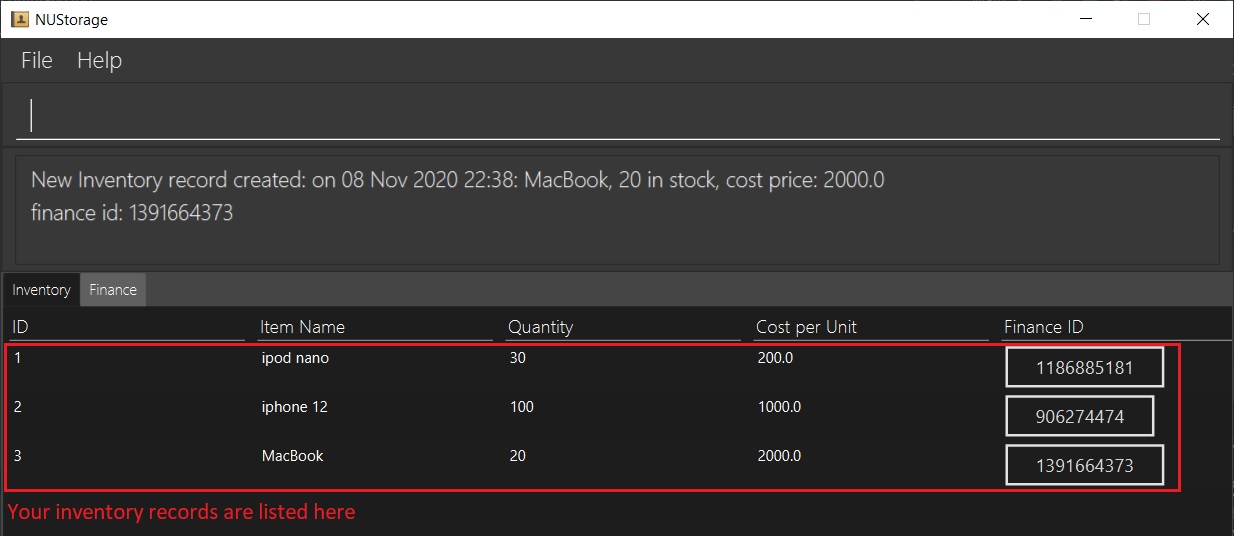 NUStorage
File Help
New Inventory record created: on 08 Nov 2020 22:38: MacBook, 20 in stock, cost price: 2000.0
finance id: 1391664373
Inventory Finance
ID Item Name Quantity Cost per Unit Finance ID
1 ipod nano 30 200.0 1186885181
2 iphone 12 100 1000.0 906274474
3 MacBook 20 2000.0 1391664373
Your inventory records are listed here